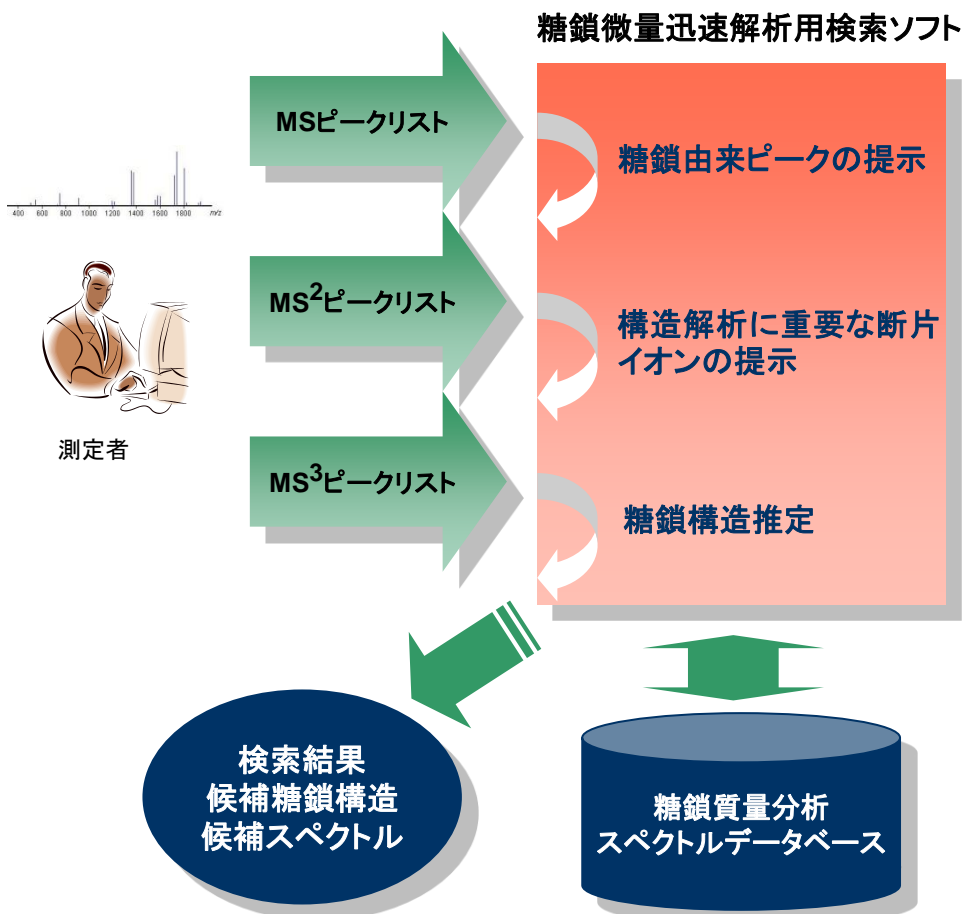 糖鎖微量迅速解析用検索ソフト
MSピークリスト
糖鎖由来ピークの提示
400 600 800 1000 1200 1400 1600 1800 m/z
MS2ピークリスト
構造解析に重要な断片
イオンの提示
測定者
MS3ピークリスト
糖鎖構造推定
検索結果
候補糖鎖構造
候補スペクトル
糖鎖質量分析
スペクトルデータベース